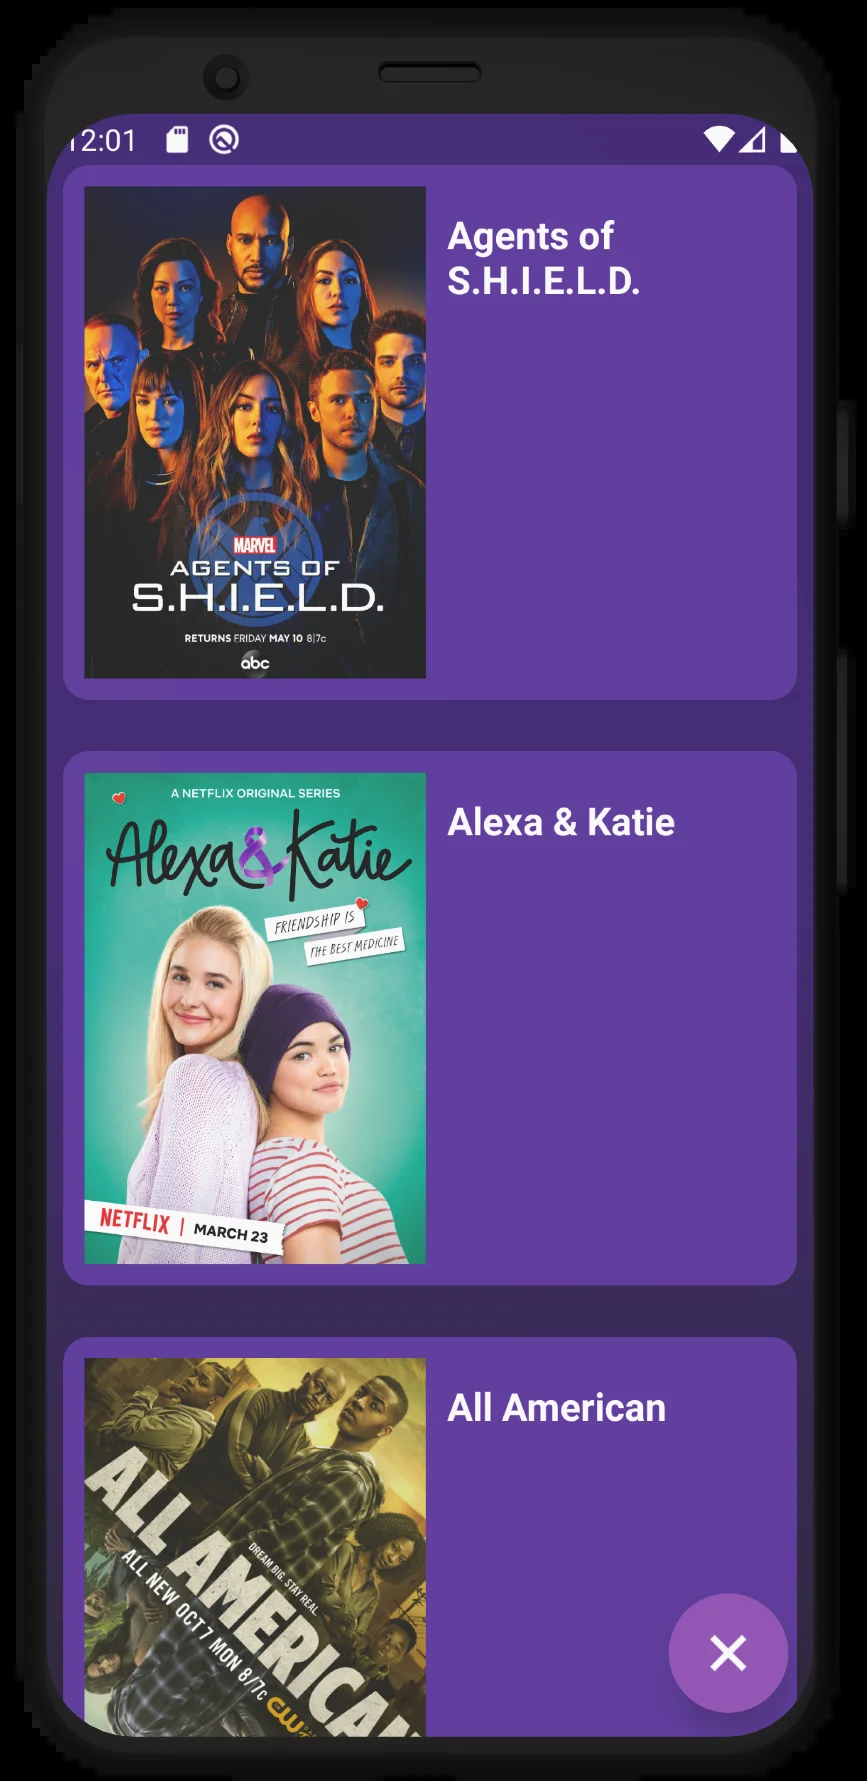 12:01
Agents of
S.H.I.E.L.D.
MARVEL
AGENTS OF
S.H.I.E.L.D.
RETURNS FRIDAY MAY 10 8|7c
abc
Alexa & Katie
A NETFLIX ORIGINAL SERIES
Alexa & Katie
FRIENDSHIP IS
THE BEST MEDICINE
NETFLIX | MARCH 23
All American
DREAM BIG. STAY REAL.
ALL AMERICAN
ALL NEW OCT 7 MON 8/7c
CW